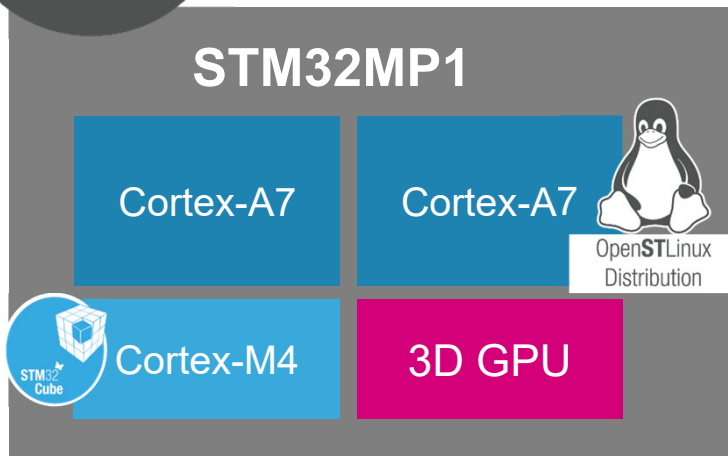 STM32MP1
Cortex-A7
Cortex-A7
OpenSTLinux
Distribution
STM32
Cube
Cortex-M4
3D GPU